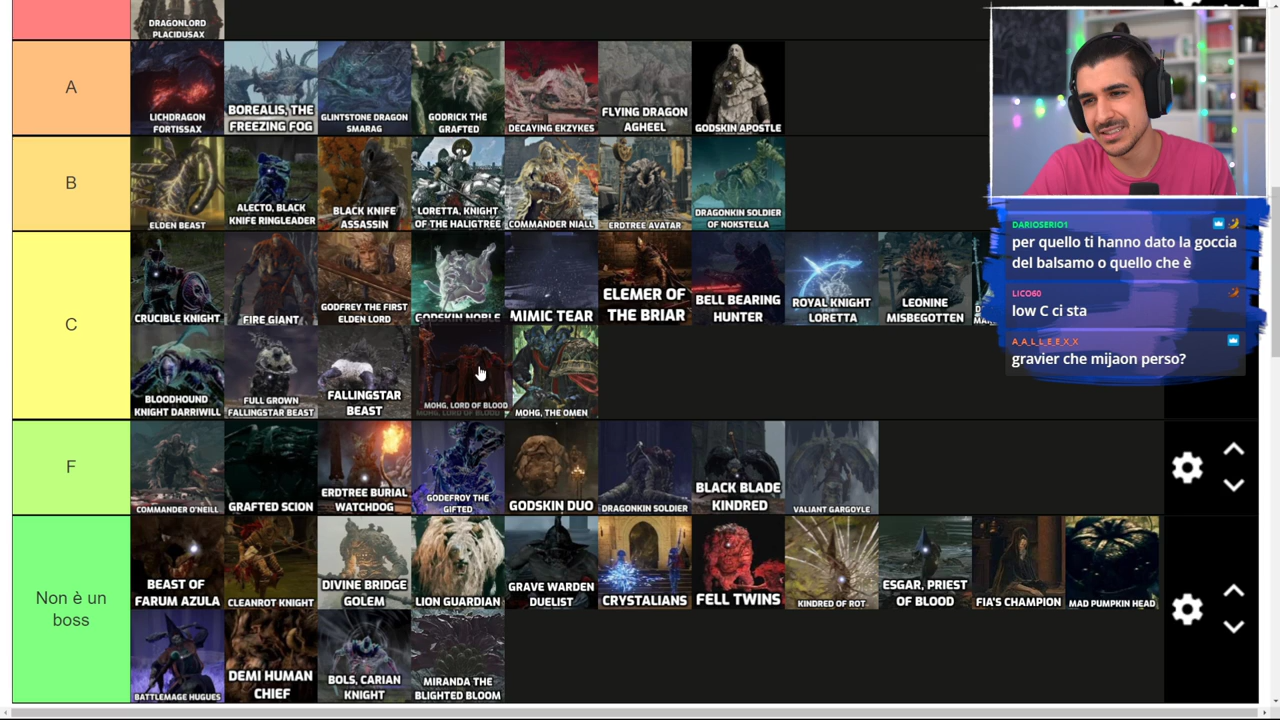 DRAGONLORD
PLACIDUSAX
A
LICHDRAGON
FORTISSAX
BOREALIS, THE
FREEZING FOG
GLINTSTONE DRAGON
SMARAG
GODRICK THE
GRAFTED
DECAYING EKZYKES
FLYING DRAGON
AGHEEL
GODSKIN APOSTLE
B
ELDEN BEAST
ALECTO, BLACK
KNIFE RINGLEADER
BLACK KNIFE
LORETTA, KNIGHT
OF THE HALIGTREE
COMMANDER NIALL
ERDTREE AVATAR
DRAGONKIN SOLDIER
OF NOKSTELLA
C
CRUCIBLE KNIGHT
FIRE GIANT
GODFREY THE FIRST
ELDEN LORD
GODSKIN NOBLE
MIMIC TEAR
ELEMER OF
THE BRIAR
BELL BEARING
HUNTER
ROYAL KNIGHT
LORETTA
LEONINE
MISBEGOTTEN
BLOODHOUND
KNIGHT DARRIWILL
FULL GROWN
FALLINGSTAR BEAST
FALLINGSTAR
BEAST
MOHG, LORD OF BLOOD
MOHG, LORD OF BLOOD
MOHG, THE OMEN
F
COMMANDER O'NEILL
GRAFTED SCION
ERDTREE BURIAL
WATCHDOG
GODEFROY THE
GIFTED
GODSKIN DUO
DRAGONKIN SOLDIER
BLACK BLADE
KINDRED
VALIANT GARGOYLE
Non è un
boss
BEAST OF
FARUM AZULA
CLEANROT KNIGHT
DIVINE BRIDGE
GOLEM
LION GUARDIAN
GRAVE WARDEN
DUELIST
CRYSTALIANS
FELL TWINS
KINDRED OF ROT
ESGAR, PRIEST
OF BLOOD
FIA'S CHAMPION
MAD PUMPKIN HEAD
BATTLEMAGE HUGUES
DEMI HUMAN
CHIEF
BOLS, CARIAN
KNIGHT
MIRANDA THE
BLIGHTED BLOOM
DARIOSERIO1
per quello ti hanno dato la goccia
del balsamo o quello che è
LICO60
low C ci sta
A_A_L_L_E_E_X_X
gravier che mijaon perso?